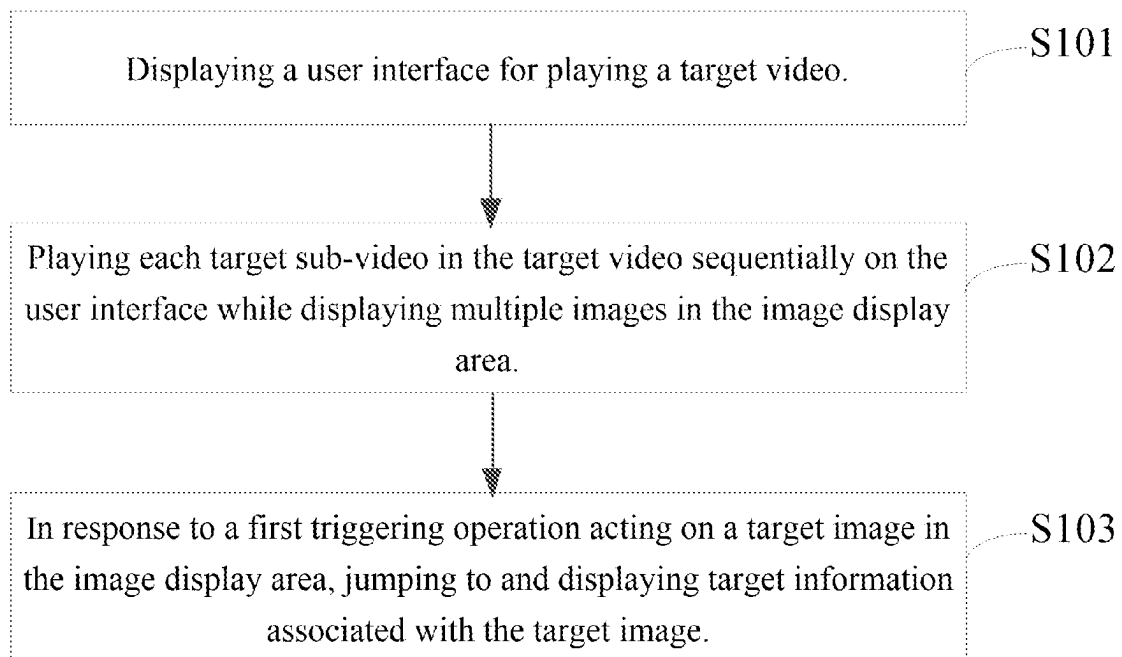 Displaying a user interface for playing a target video.
S101
Playing each target sub-video in the target video sequentially on the
user interface while displaying multiple images in the image display
area.
S102
In response to a first triggering operation acting on a target image in
the image display area, jumping to and displaying target information
associated with the target image.
S103